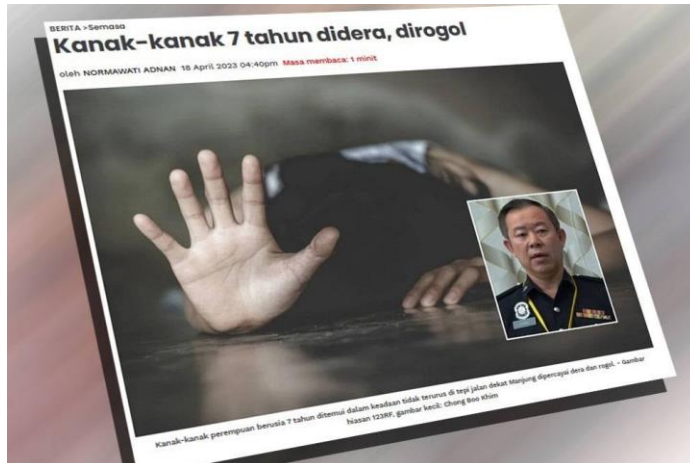 BERITA >Semasa
Kanak-kanak 7 tahun didera, dirogol
oleh NORMAWATI ADNAN 18 April 2023 04:40pm Masa membaca: 1 minit
Kanak-kanak perempuan berusia 7 tahun ditemui dalam keadaan tidak terurus di tepi jalan dekat Manjung dipercayai dera dan rogol. - Gambar
hiasan 123RF, gambar kecil: Chong Boo Khim